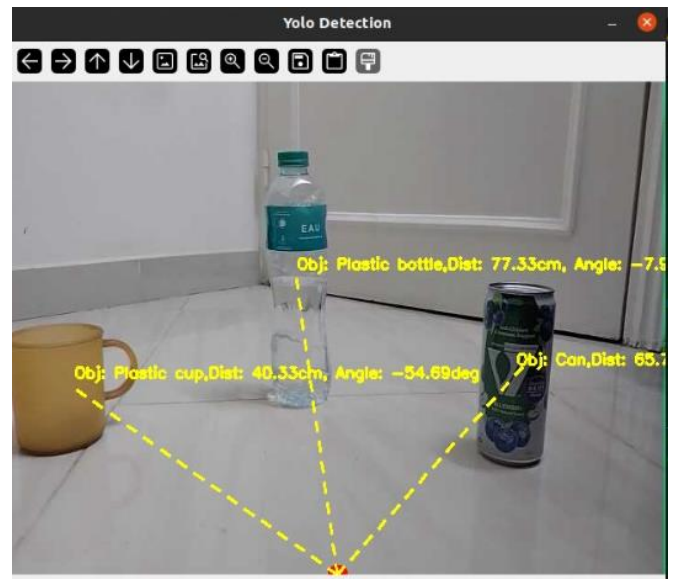 Yolo Detection
EAU
Obj: Plastic bottle,Dist: 77.33cm, Angle: -7.9
Obj: Can,Dist: 65.7
Obj: Plastic cup,Dist: 40.33cm, Angle: -54.69deg